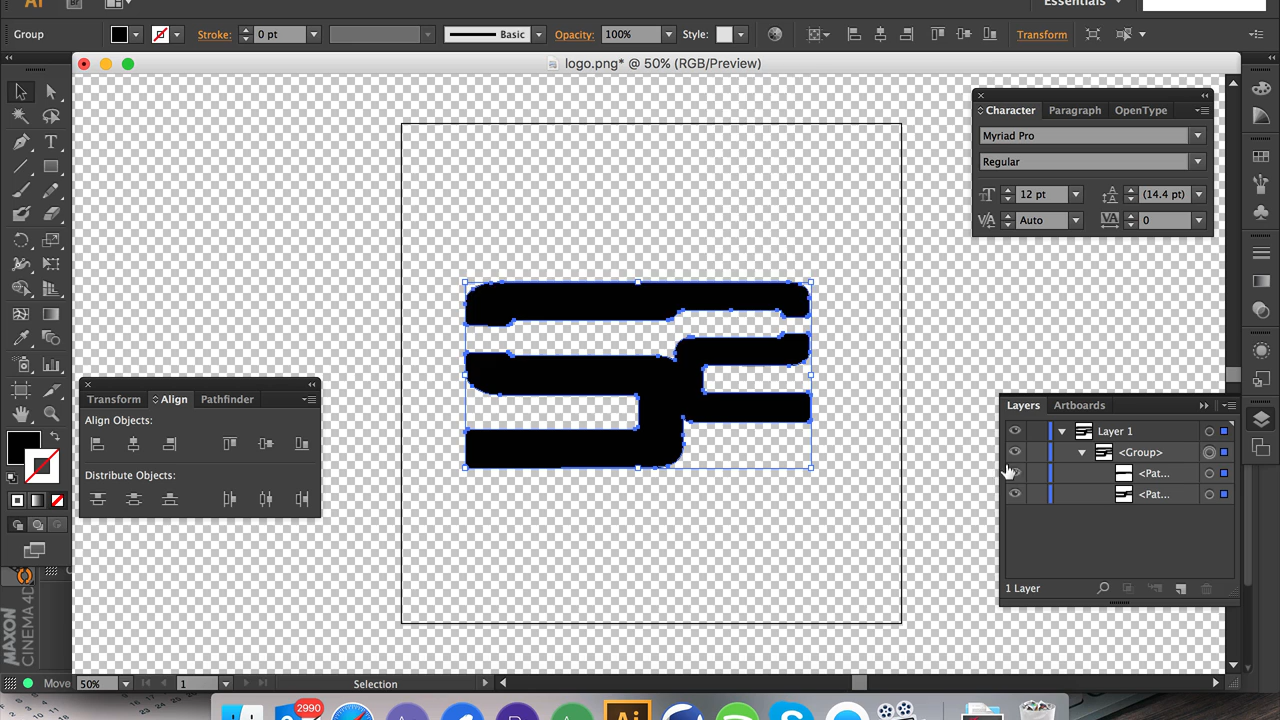 Ai
Br
Essentials
Group
Stroke:
0 pt
Basic
Opacity:
100%
Style:
Transform
logo.png* @ 50% (RGB/Preview)
Character
Paragraph
OpenType
Myriad Pro
Regular
12 pt
(14.4 pt)
Auto
0
Transform
Align
Pathfinder
Align Objects:
Distribute Objects:
Layers
Artboards
Layer 1
<Group>
<Pat...
<Pat...
1 Layer
MAXON
CINEMA 4D
Move
50%
1
Selection
2990
Ai